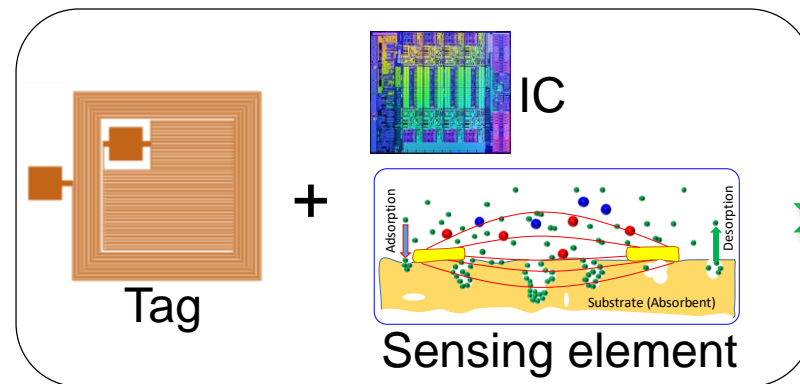 IC
+
Adsorption
Desorption
Substrate (Absorbent)
Tag
Sensing element